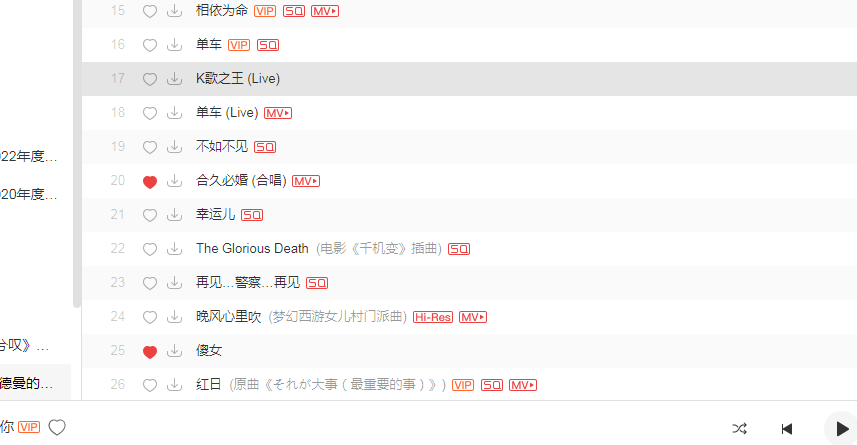 15 相依为命 VIP SQ MV
16 单车 VIP SQ
17 K歌之王 (Live)
18 单车 (Live) MV
19 不如不见 SQ
20 合久必婚 (合唱) MV
21 幸运儿 SQ
22 The Glorious Death (电影《千机变》插曲) SQ
23 再见...警察...再见 SQ
24 晚风心里吹 (梦幻西游女儿村门派曲) Hi-Res MV
25 傻女
26 红日 (原曲《それが大事（最重要的事）》) VIP SQ MV
022年度...
020年度...
兮叹》...
德曼的...
你 VIP